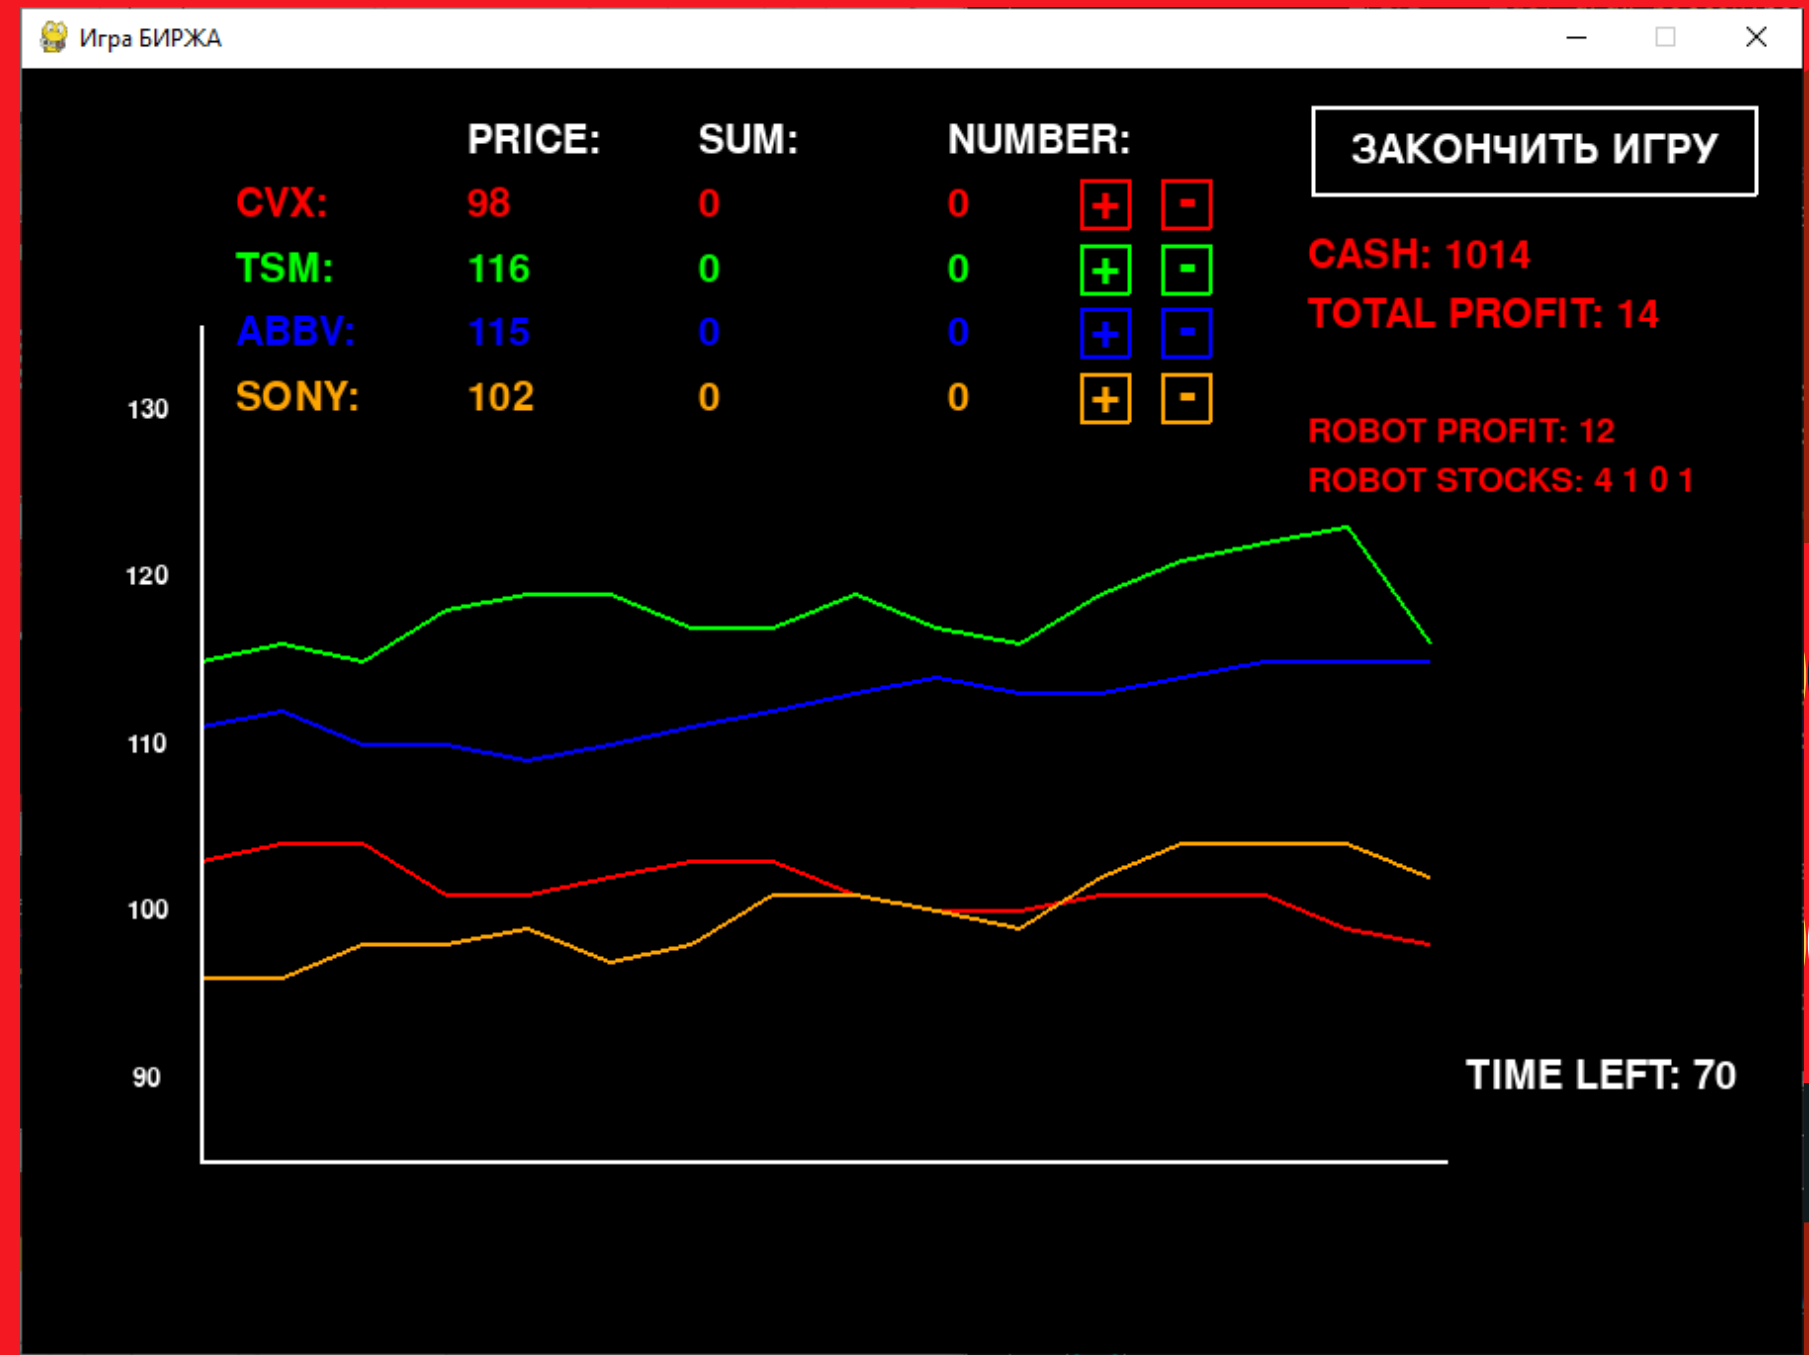 Игра БИРЖА
PRICE: SUM: NUMBER:
ЗАКОНЧИТЬ ИГРУ
CVX: 98 0 0 + -
CASH: 1014
TSM: 116 0 0 + -
TOTAL PROFIT: 14
ABBV: 115 0 0 + -
SONY: 102 0 0 + -
ROBOT PROFIT: 12
ROBOT STOCKS: 4 1 0 1
130
120
110
100
90
TIME LEFT: 70